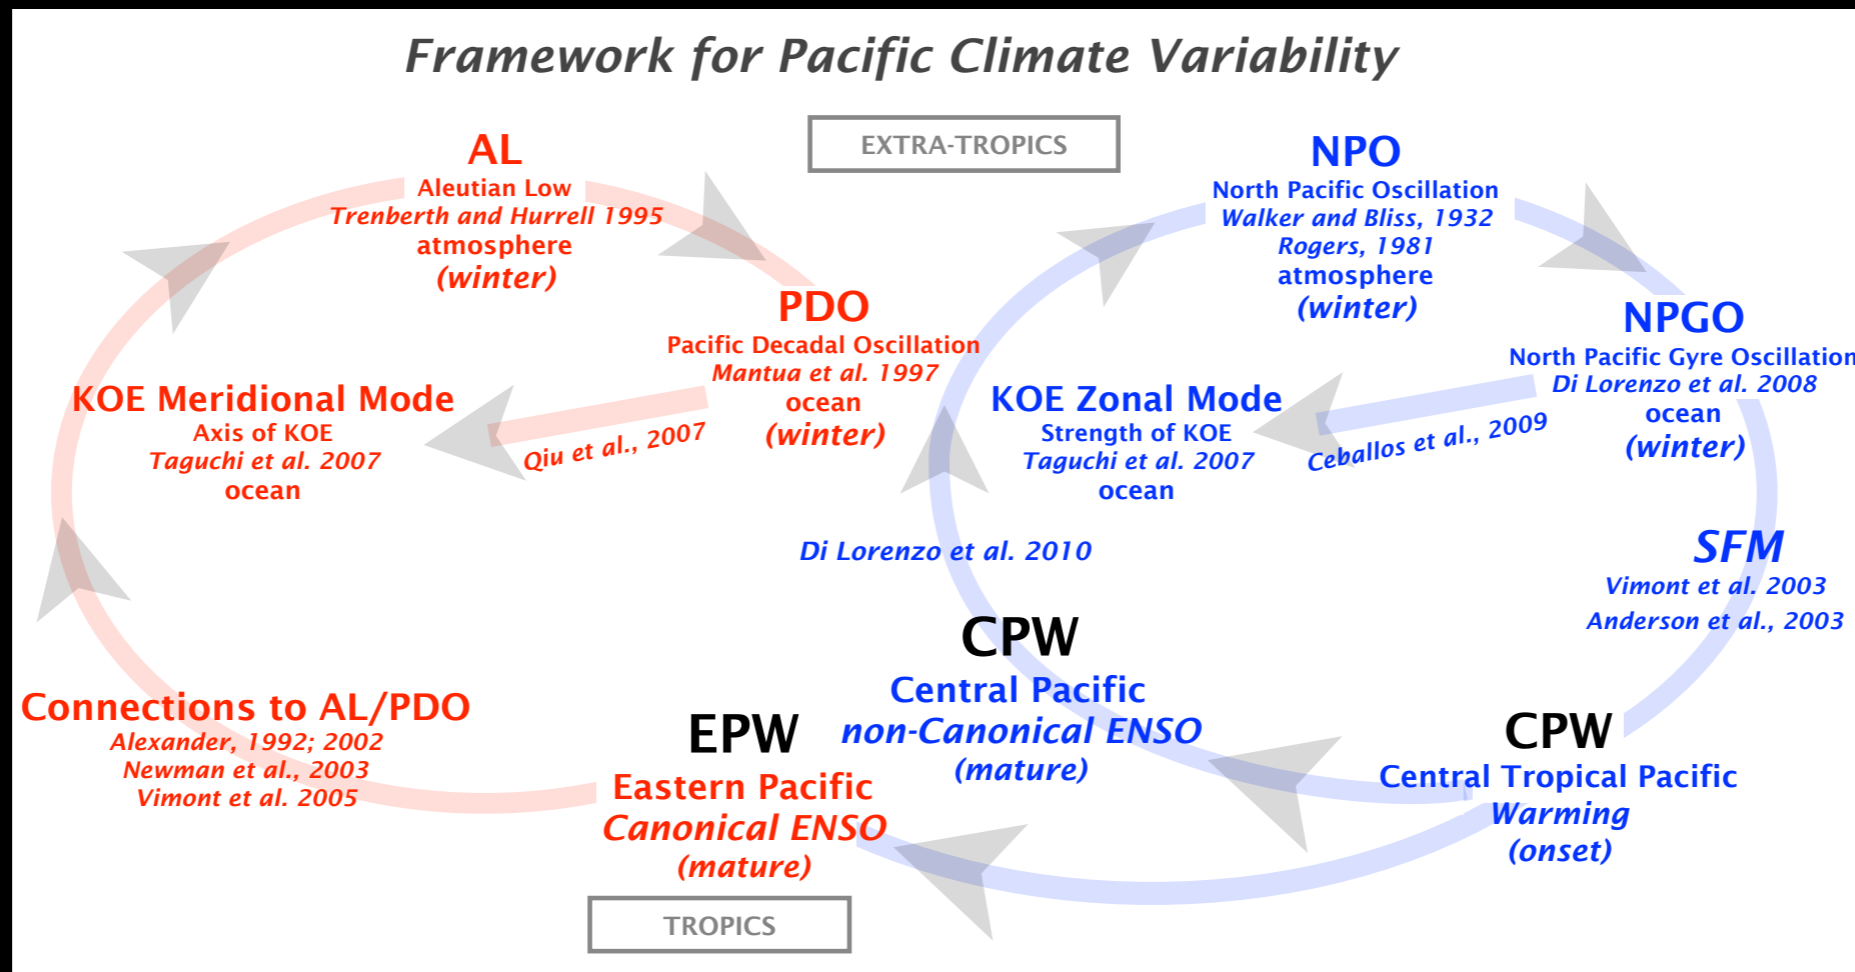 Framework for Pacific Climate Variability
EXTRA-TROPICS
AL
Aleutian Low
Trenberth and Hurrell 1995
atmosphere
(winter)
NPO
North Pacific Oscillation
Walker and Bliss, 1932
Rogers, 1981
atmosphere
(winter)
PDO
Pacific Decadal Oscillation
Mantua et al. 1997
ocean
(winter)
NPGO
North Pacific Gyre Oscillation
Di Lorenzo et al. 2008
ocean
(winter)
KOE Meridional Mode
Axis of KOE
Taguchi et al. 2007
ocean
Qiu et al., 2007
KOE Zonal Mode
Strength of KOE
Taguchi et al. 2007
ocean
Ceballos et al., 2009
Di Lorenzo et al. 2010
SFM
Vimont et al. 2003
Anderson et al., 2003
CPW
Central Pacific
non-Canonical ENSO
(mature)
Connections to AL/PDO
Alexander, 1992; 2002
Newman et al., 2003
Vimont et al. 2005
EPW
Eastern Pacific
Canonical ENSO
(mature)
CPW
Central Tropical Pacific
Warming
(onset)
TROPICS